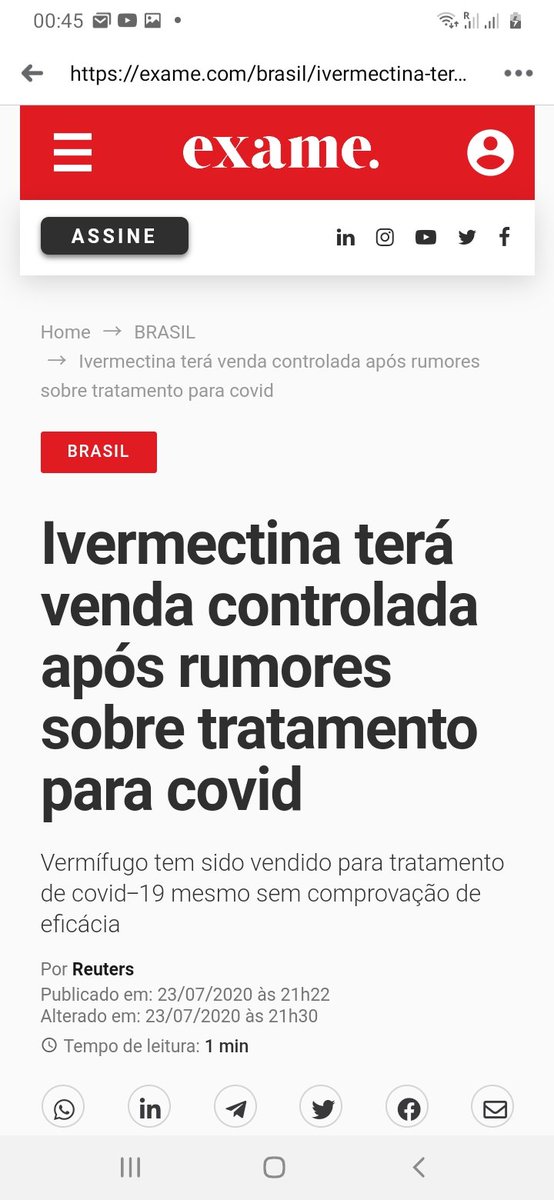 00:45
https://exame.com/brasil/ivermectina-ter...
exame.
ASSINE
Home → BRASIL
→ Ivermectina terá venda controlada após rumores
sobre tratamento para covid
BRASIL
Ivermectina terá
venda controlada
após rumores
sobre tratamento
para covid
Vermífugo tem sido vendido para tratamento
de covid-19 mesmo sem comprovação de
eficácia
Por Reuters
Publicado em: 23/07/2020 às 21h22
Alterado em: 23/07/2020 às 21h30
Tempo de leitura: 1 min